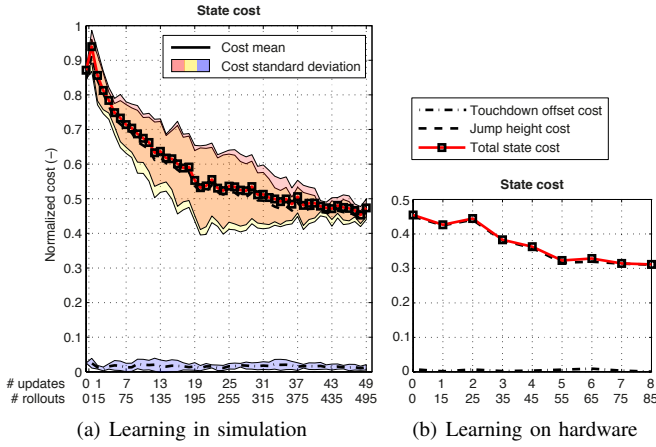 State cost
Cost mean
Cost standard deviation
Normalized cost (–)
1
0.9
0.8
0.7
0.6
0.5
0.4
0.3
0.2
0.1
0
# updates 0 1 7 13 19 25 31 37 43 49
# rollouts 0 15 75 135 195 255 315 375 435 495
(a) Learning in simulation
Touchdown offset cost
Jump height cost
Total state cost
State cost
0.5
0.4
0.3
0.2
0.1
0
0 1 2 3 4 5 6 7 8
0 15 25 35 45 55 65 75 85
(b) Learning on hardware